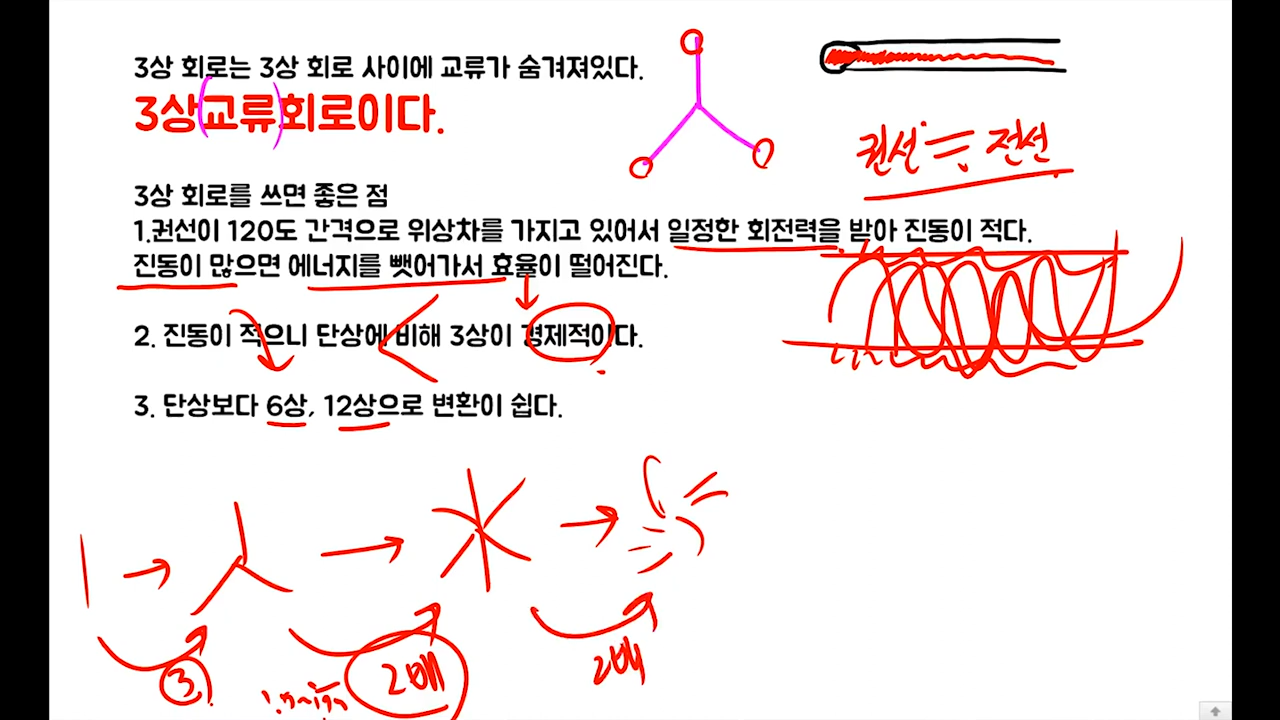 3상 회로는 3상 회로 사이에 교류가 숨겨져있다.
3상(교류)회로이다.
권선 = 전선
3상 회로를 쓰면 좋은 점
1.권선이 120도 간격으로 위상차를 가지고 있어서 일정한 회전력을 받아 진동이 적다.
진동이 많으면 에너지를 뺏어가서 효율이 떨어진다.
2. 진동이 적으니 단상에 비해 3상이 경제적이다.
3. 단상보다 6상, 12상으로 변환이 쉽다.
3
2배
2배